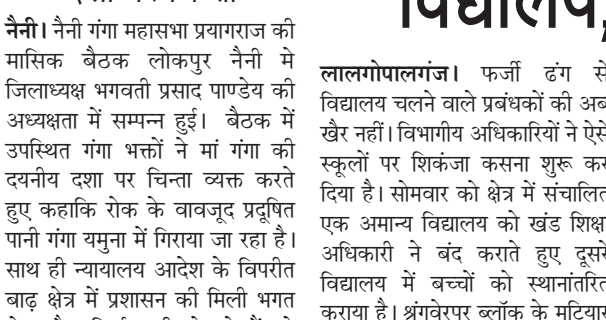 नैनी। नैनी गंगा महासभा प्रयागराज की
मासिक बैठक लोकपुर नैनी मे
जिलाध्यक्ष भगवती प्रसाद पाण्डेय की
अध्यक्षता में सम्पन्न हुई। बैठक में
उपस्थित गंगा भक्तों ने मां गंगा की
दयनीय दशा पर चिन्ता व्यक्त करते
हुए कहाकि रोक के वावजूद प्रदूषित
पानी गंगा यमुना में गिराया जा रहा है।
साथ ही न्यायालय आदेश के विपरीत
बाढ़ क्षेत्र में प्रशासन की मिली भगत
विद्यालय,
लालगोपालगंज। फर्जी ढंग से
विद्यालय चलने वाले प्रबंधकों की अब
खैर नहीं। विभागीय अधिकारियों ने ऐसे
स्कूलों पर शिकंजा कसना शुरू कर
दिया है। सोमवार को क्षेत्र में संचालित
एक अमान्य विद्यालय को खंड शिक्षा
अधिकारी ने बंद कराते हुए दूसरे
विद्यालय में बच्चों को स्थानांतरित
कराया है। श्रृंगवेरपुर ब्लॉक के मटियारा